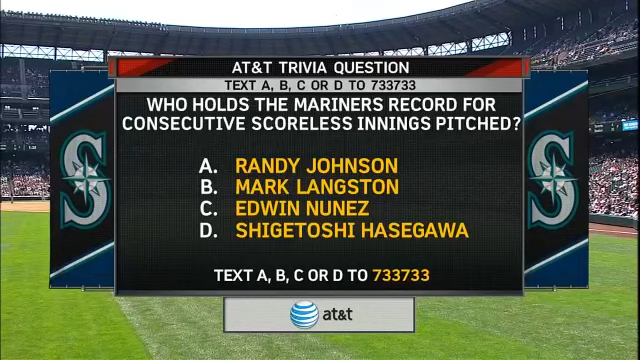 AT&T TRIVIA QUESTION
TEXT A, B, C OR D TO 733733
WHO HOLDS THE MARINERS RECORD FOR
CONSECUTIVE SCORELESS INNINGS PITCHED?
A. RANDY JOHNSON
B. MARK LANGSTON
C. EDWIN NUNEZ
D. SHIGETOSHI HASEGAWA
TEXT A, B, C OR D TO 733733
at&t